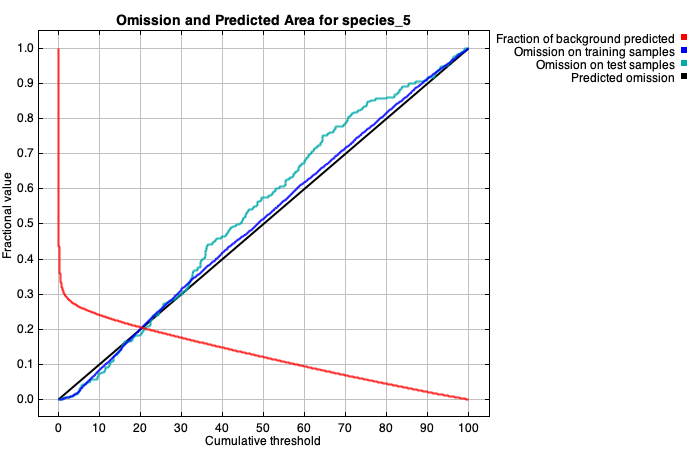 Omission and Predicted Area for species_5
Fraction of background predicted
Omission on training samples
Omission on test samples
Predicted omission
Fractional value
1.0
0.9
0.8
0.7
0.6
0.5
0.4
0.3
0.2
0.1
0.0
0 10 20 30 40 50 60 70 80 90 100
Cumulative threshold